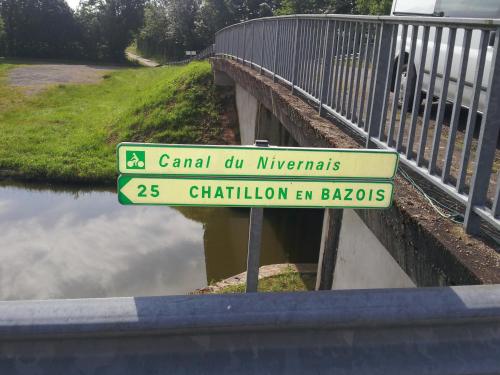 Canal du Nivernais
25 CHATILLON EN BAZOIS